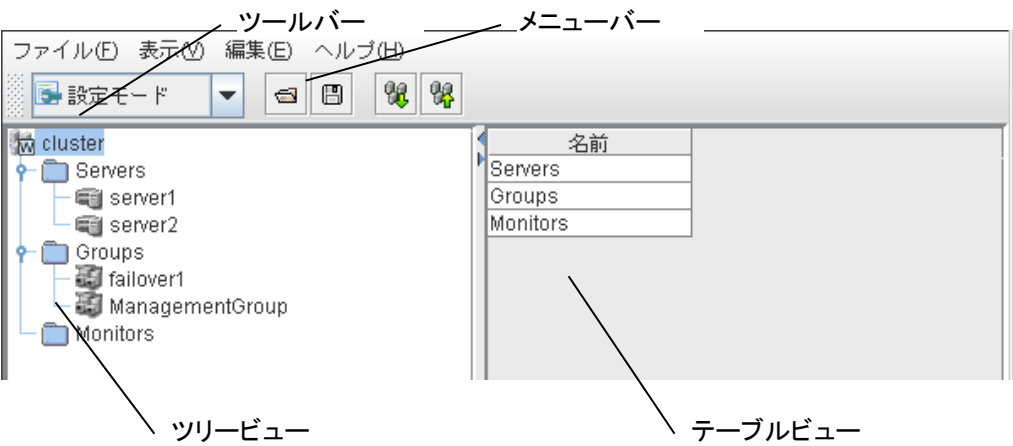 ツールバー メニューバー
ファイル(F) 表示(V) 編集(E) ヘルプ(H)
設定モード
cluster
Servers
server1
server2
Groups
failover1
ManagementGroup
Monitors
名前
Servers
Groups
Monitors
ツリービュー テーブルビュー